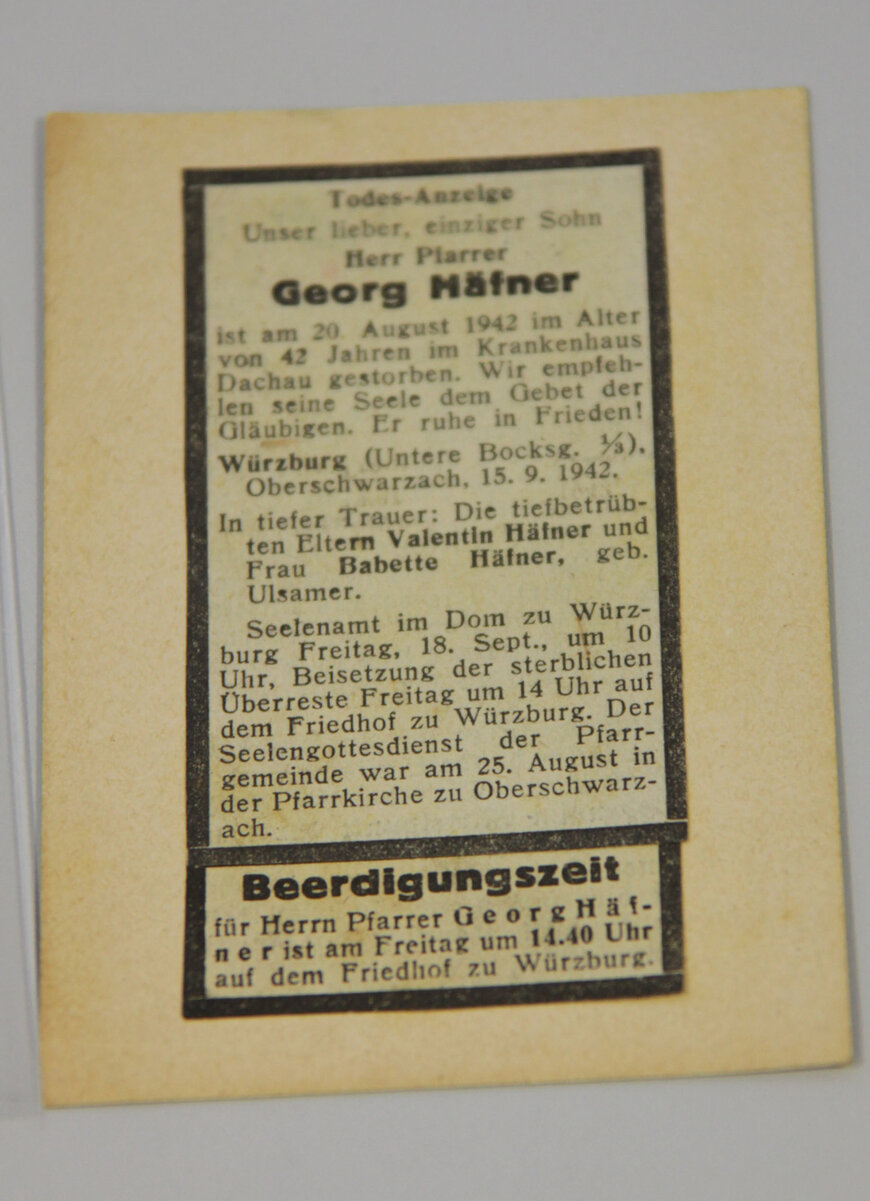 Todes-Anzeige
Unser lieber, einziger Sohn
Herr Pfarrer
Georg Häfner
ist am 20. August 1942 im Alter
von 42 Jahren im Krankenhaus
Dachau gestorben. Wir empfeh-
len seine Seele dem Gebet der
Gläubigen. Er ruhe in Frieden!
Würzburg (Untere Bocksg. ⅓),
Oberschwarzach, 15. 9. 1942.
In tiefer Trauer: Die tiefbetrüb-
ten Eltern Valentin Häfner und
Frau Babette Häfner, geb.
Ulsamer.
Seelenamt im Dom zu Würz-
burg Freitag, 18. Sept., um 10
Uhr, Beisetzung der sterblichen
Überreste Freitag um 14 Uhr auf
dem Friedhof zu Würzburg. Der
Seelengottesdienst der Pfarr-
gemeinde war am 25. August in
der Pfarrkirche zu Oberschwarz-
ach.
Beerdigungszeit
für Herrn Pfarrer Georg Häf-
ner ist am Freitag um 14.40 Uhr
auf dem Friedhof zu Würzburg.